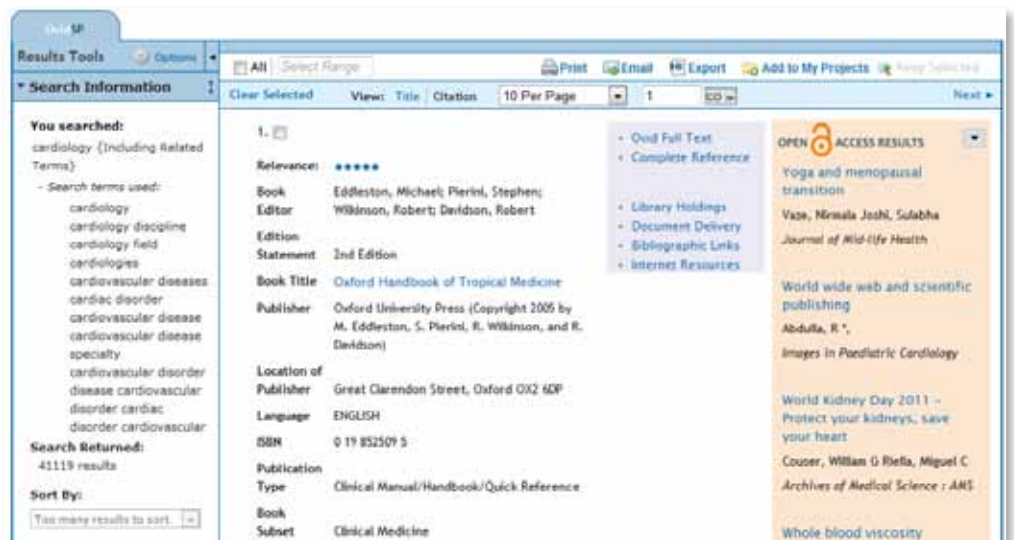 OvidSP
Results Tools
Options
Search Information
You searched:
cardiology {Including Related
Terms}
- Search terms used:
cardiology
cardiology discipline
cardiology field
cardiologies
cardiovascular diseases
cardiac disorder
cardiovascular disease
cardiovascular disease
specialty
cardiovascular disorder
disease cardiovascular
disorder cardiac
disorder cardiovascular
Search Returned:
41119 results
Sort By:
Too many results to sort.
All Select Range
Print Email Export Add to My Projects Keep Selected
Clear Selected View: Title Citation 10 Per Page 1 GO Next
1.
Relevance:
Book Editor Eddleston, Michael; Pierini, Stephen;
Wilkinson, Robert; Davidson, Robert
Edition
Statement 2nd Edition
Book Title Oxford Handbook of Tropical Medicine
Publisher Oxford University Press (Copyright 2005 by
M. Eddleston, S. Pierini, R. Wilkinson, and R.
Davidson)
Location of
Publisher Great Clarendon Street, Oxford OX2 6DP
Language ENGLISH
ISBN 0 19 852509 5
Publication
Type Clinical Manual/Handbook/Quick Reference
Book
Subset Clinical Medicine
Ovid Full Text
Complete Reference
Library Holdings
Document Delivery
Bibliographic Links
Internet Resources
OPEN ACCESS RESULTS
Yoga and menopausal
transition
Vaze, Nirmala Joshi, Sulabha
Journal of Mid-life Health
World wide web and scientific
publishing
Abdulla, R *,
Images in Paediatric Cardiology
World Kidney Day 2011 –
Protect your kidneys, save
your heart
Couser, William G Riella, Miguel C
Archives of Medical Science : AMS
Whole blood viscosity